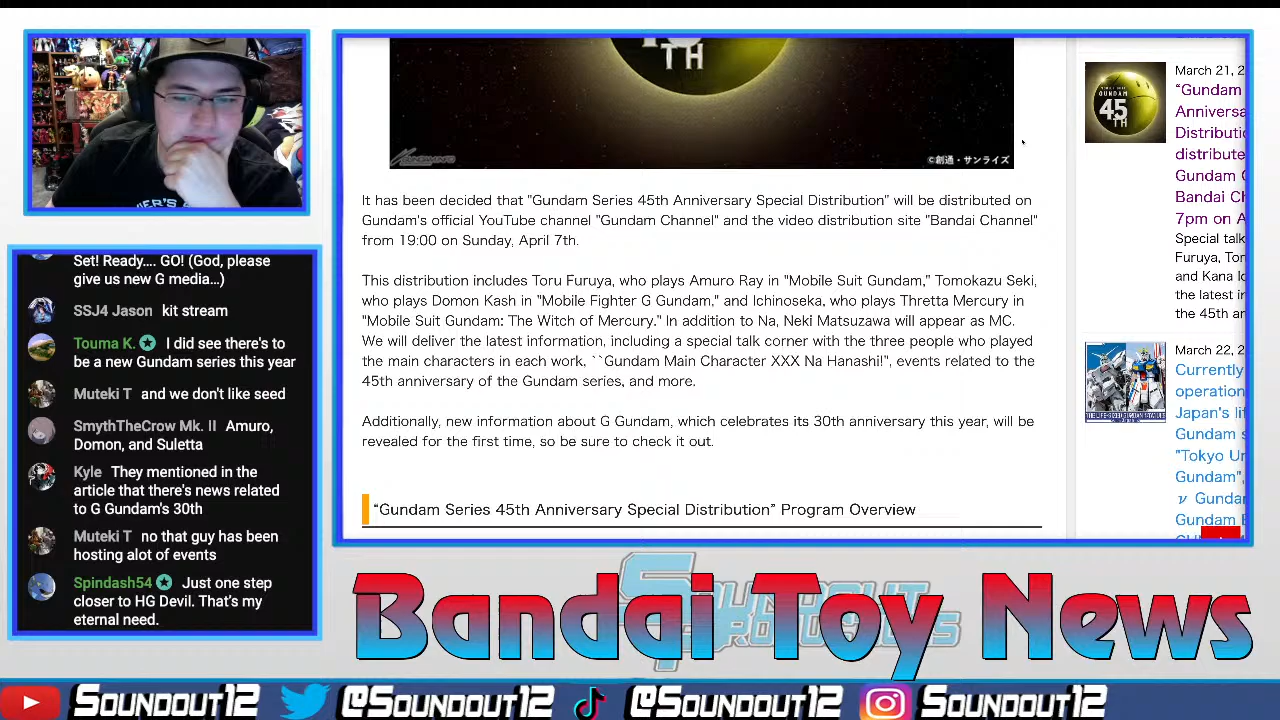 Set! Ready.... GO! (God, please
give us new G media...)
SSJ4 Jason kit stream
Touma K. I did see there's to
be a new Gundam series this year
Muteki T and we don't like seed
SmythTheCrow Mk. II Amuro,
Domon, and Suletta
Kyle They mentioned in the
article that there's news related
to G Gundam's 30th
Muteki T no that guy has been
hosting alot of events
Spindash54 Just one step
closer to HG Devil. That's my
eternal need.
TH
©創通・サンライズ
It has been decided that "Gundam Series 45th Anniversary Special Distribution" will be distributed on
Gundam's official YouTube channel "Gundam Channel" and the video distribution site "Bandai Channel"
from 19:00 on Sunday, April 7th.
This distribution includes Toru Furuya, who plays Amuro Ray in "Mobile Suit Gundam," Tomokazu Seki,
who plays Domon Kash in "Mobile Fighter G Gundam," and Ichinoseka, who plays Thretta Mercury in
"Mobile Suit Gundam: The Witch of Mercury." In addition to Na, Neki Matsuzawa will appear as MC.
We will deliver the latest information, including a special talk corner with the three people who played
the main characters in each work, ``Gundam Main Character XXX Na Hanashi!", events related to the
45th anniversary of the Gundam series, and more.
Additionally, new information about G Gundam, which celebrates its 30th anniversary this year, will be
revealed for the first time, so be sure to check it out.
"Gundam Series 45th Anniversary Special Distribution" Program Overview
GUNDAM
45
TH
March 21, 2
"Gundam
Anniversa
Distributio
distribute
Gundam C
Bandai Ch
7pm on A
Special talk
Furuya, Tom
and Kana Ic
the latest in
the 45th an
March 22, 2
Currently
operation
Japan's lif
Gundam s
"Tokyo Un
Gundam",
ν Gundar
Gundam B
Bandai Toy News
Soundout12
@Soundout12
@Soundout12
Soundout12